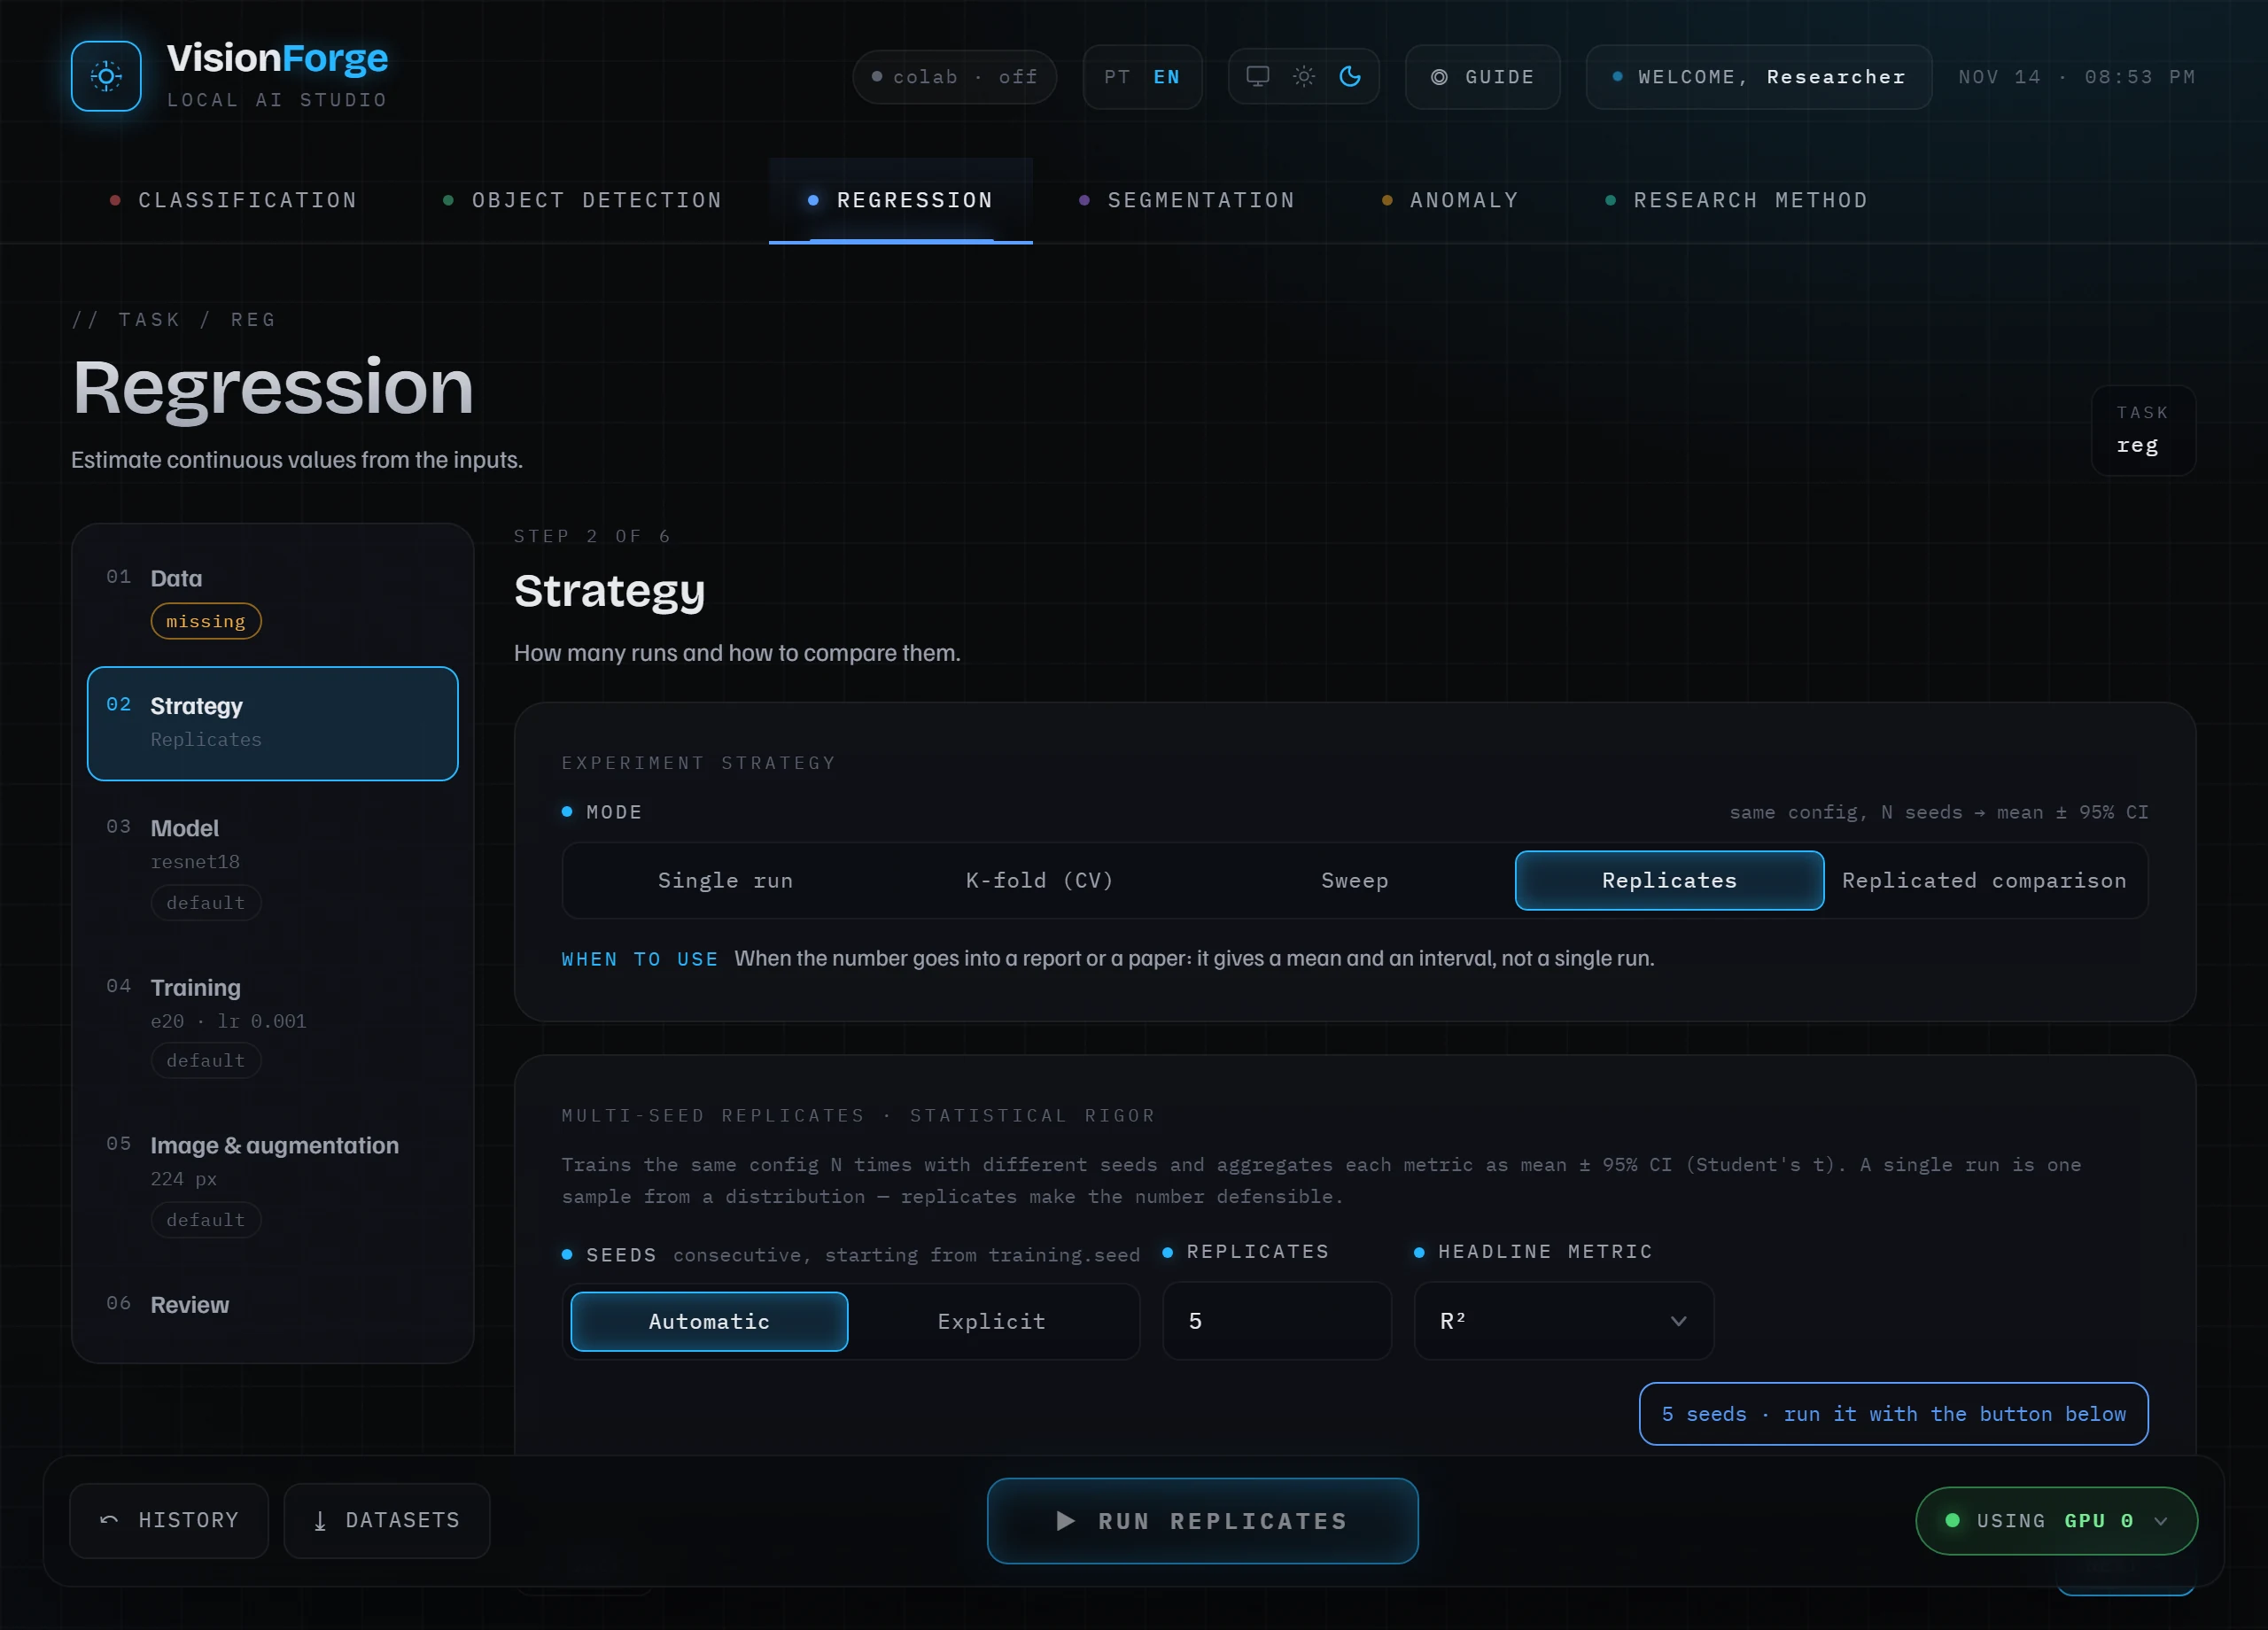 VisionForge
LOCAL AI STUDIO
colab · off
PT EN
GUIDE
WELCOME, Researcher
NOV 14 · 08:53 PM
CLASSIFICATION
OBJECT DETECTION
REGRESSION
SEGMENTATION
ANOMALY
RESEARCH METHOD
// TASK / REG
Regression
Estimate continuous values from the inputs.
TASK
reg
01 Data
missing
02 Strategy
Replicates
03 Model
resnet18
default
04 Training
e20 · lr 0.001
default
05 Image & augmentation
224 px
default
06 Review
STEP 2 OF 6
Strategy
How many runs and how to compare them.
EXPERIMENT STRATEGY
MODE
same config, N seeds → mean ± 95% CI
Single run
K-fold (CV)
Sweep
Replicates
Replicated comparison
WHEN TO USE When the number goes into a report or a paper: it gives a mean and an interval, not a single run.
MULTI-SEED REPLICATES · STATISTICAL RIGOR
Trains the same config N times with different seeds and aggregates each metric as mean ± 95% CI (Student's t). A single run is one
sample from a distribution — replicates make the number defensible.
SEEDS consecutive, starting from training.seed
Automatic
Explicit
REPLICATES
5
HEADLINE METRIC
R²
5 seeds · run it with the button below
HISTORY
DATASETS
RUN REPLICATES
USING GPU 0